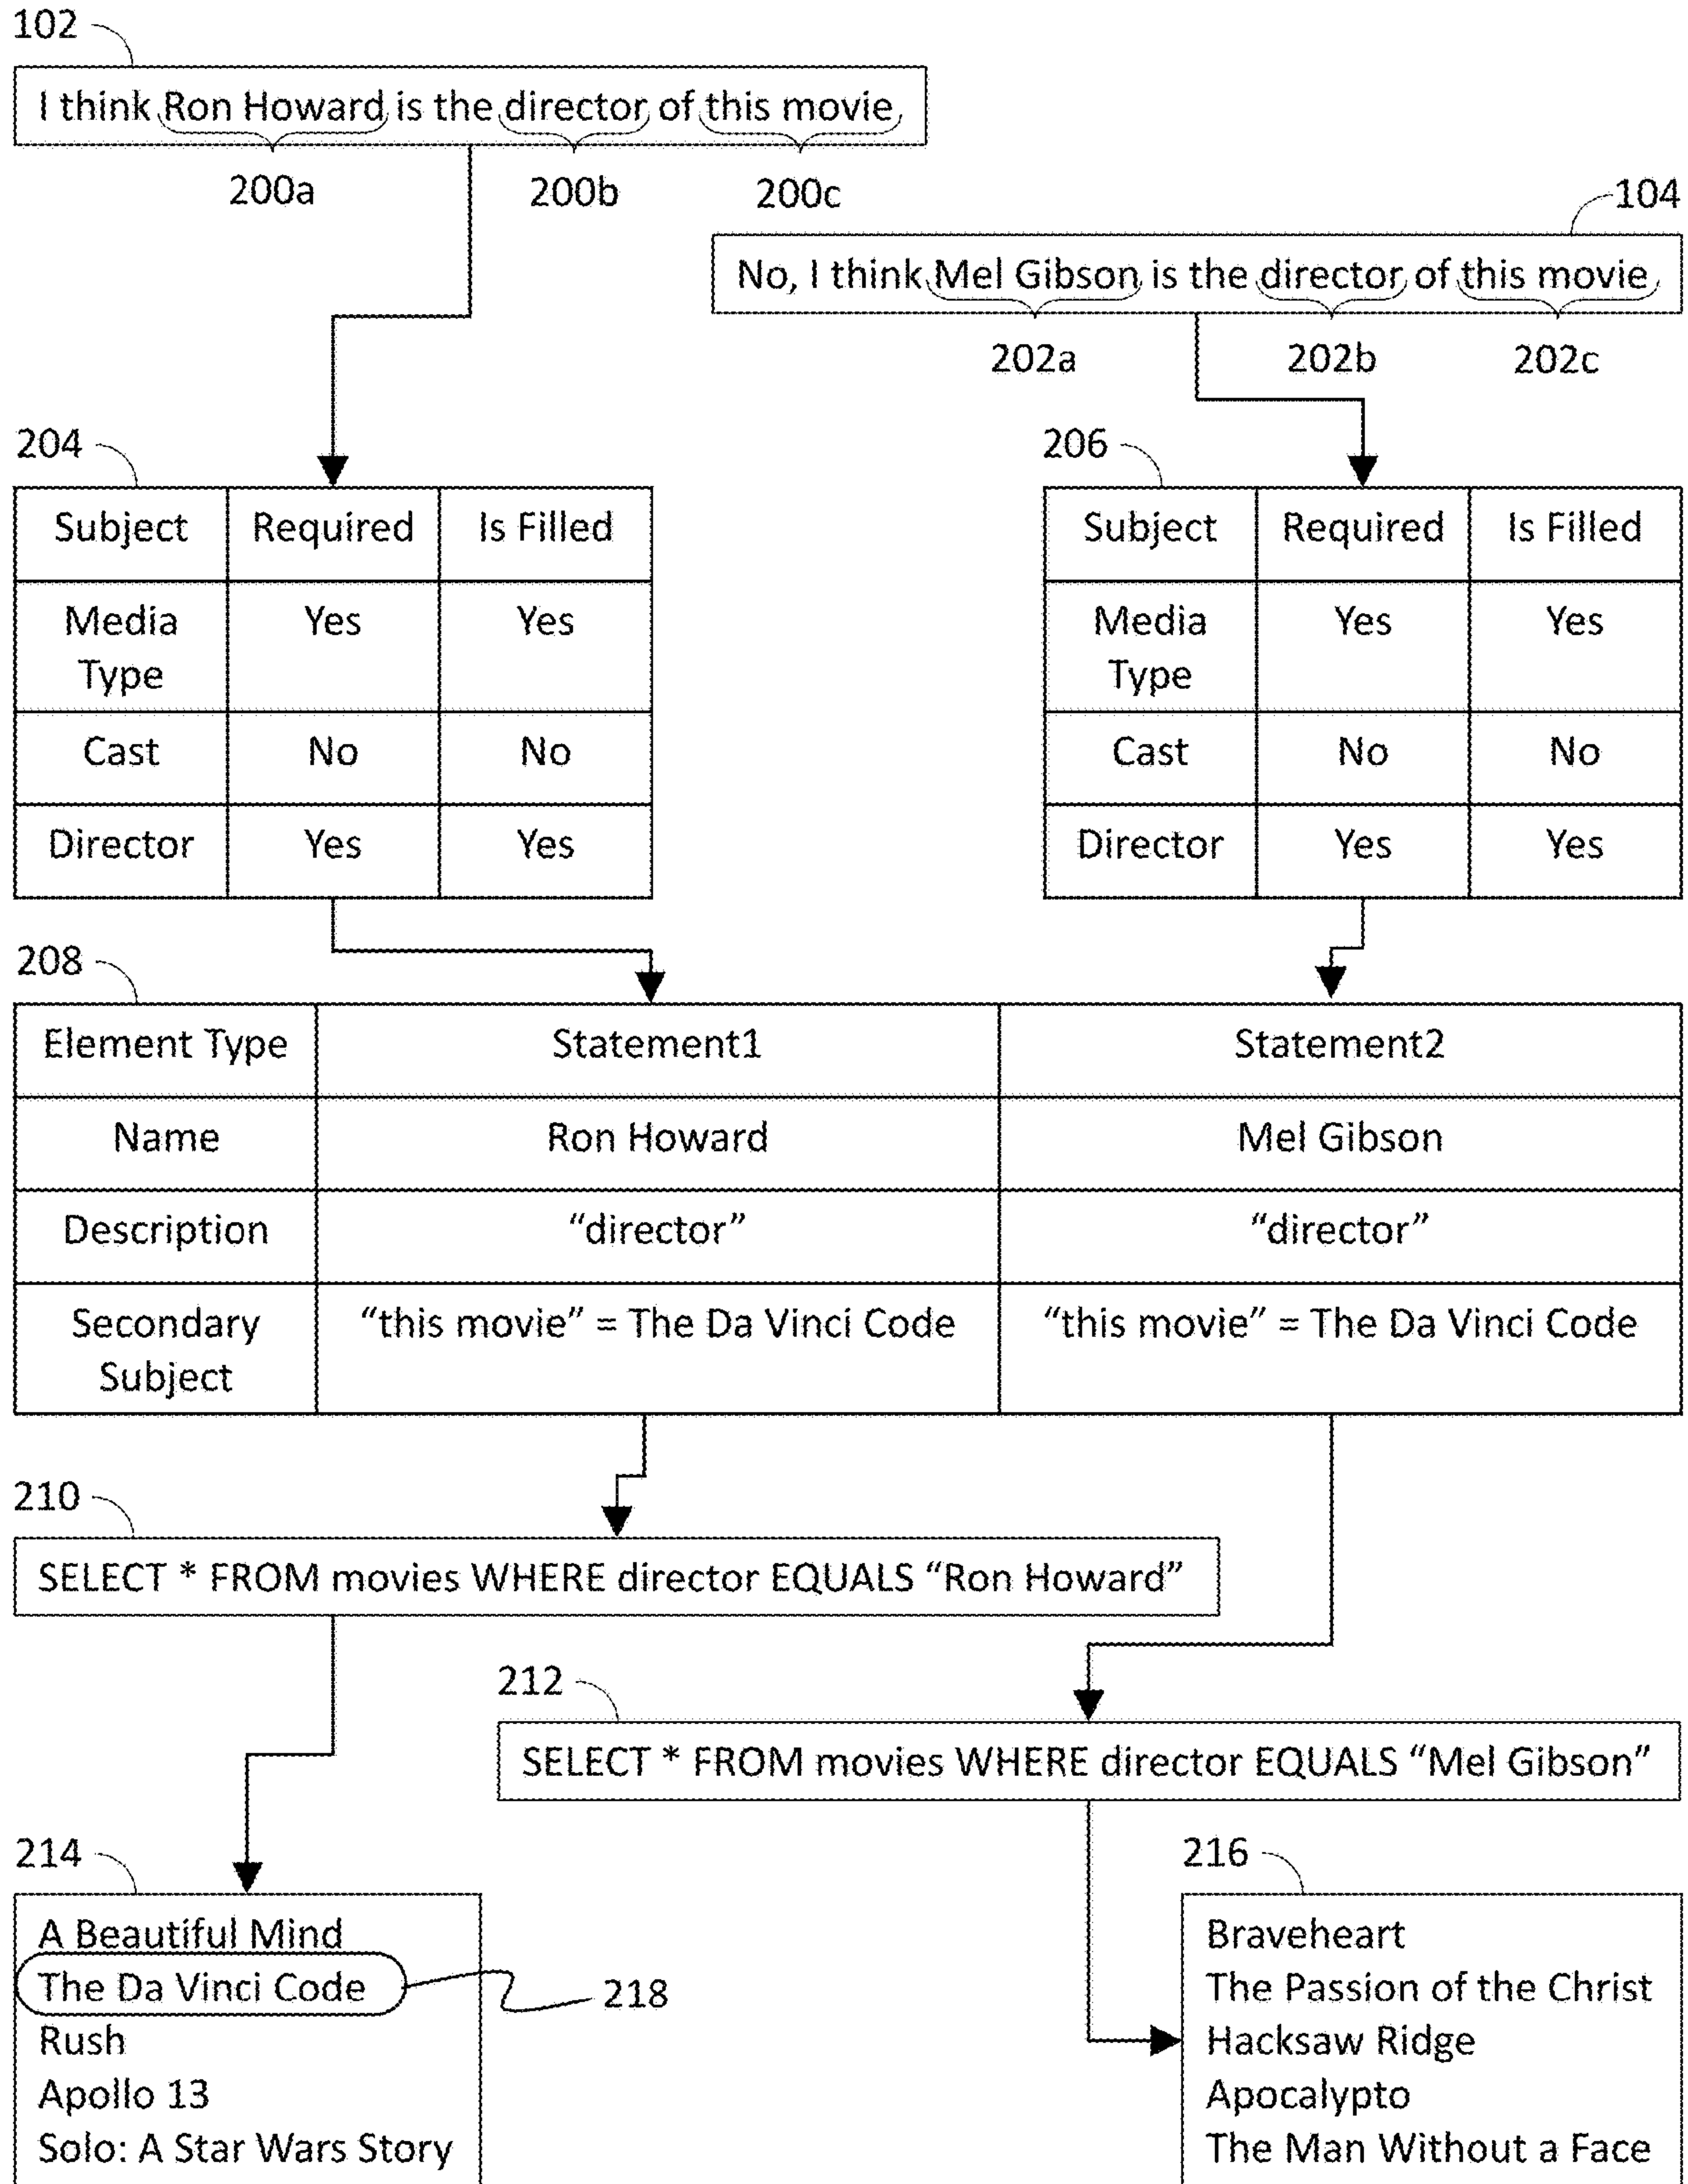 102
I think Ron Howard is the director of this movie
200a 200b 200c
104
No, I think Mel Gibson is the director of this movie
202a 202b 202c
204
Subject Required Is Filled
Media Yes Yes
Type
Cast No No
Director Yes Yes
206
Subject Required Is Filled
Media Yes Yes
Type
Cast No No
Director Yes Yes
208
Element Type Statement1 Statement2
Name Ron Howard Mel Gibson
Description “director” “director”
Secondary “this movie” = The Da Vinci Code “this movie” = The Da Vinci Code
Subject
210
SELECT * FROM movies WHERE director EQUALS “Ron Howard”
212
SELECT * FROM movies WHERE director EQUALS “Mel Gibson”
214
A Beautiful Mind
The Da Vinci Code
218
Rush
Apollo 13
Solo: A Star Wars Story
216
Braveheart
The Passion of the Christ
Hacksaw Ridge
Apocalypto
The Man Without a Face